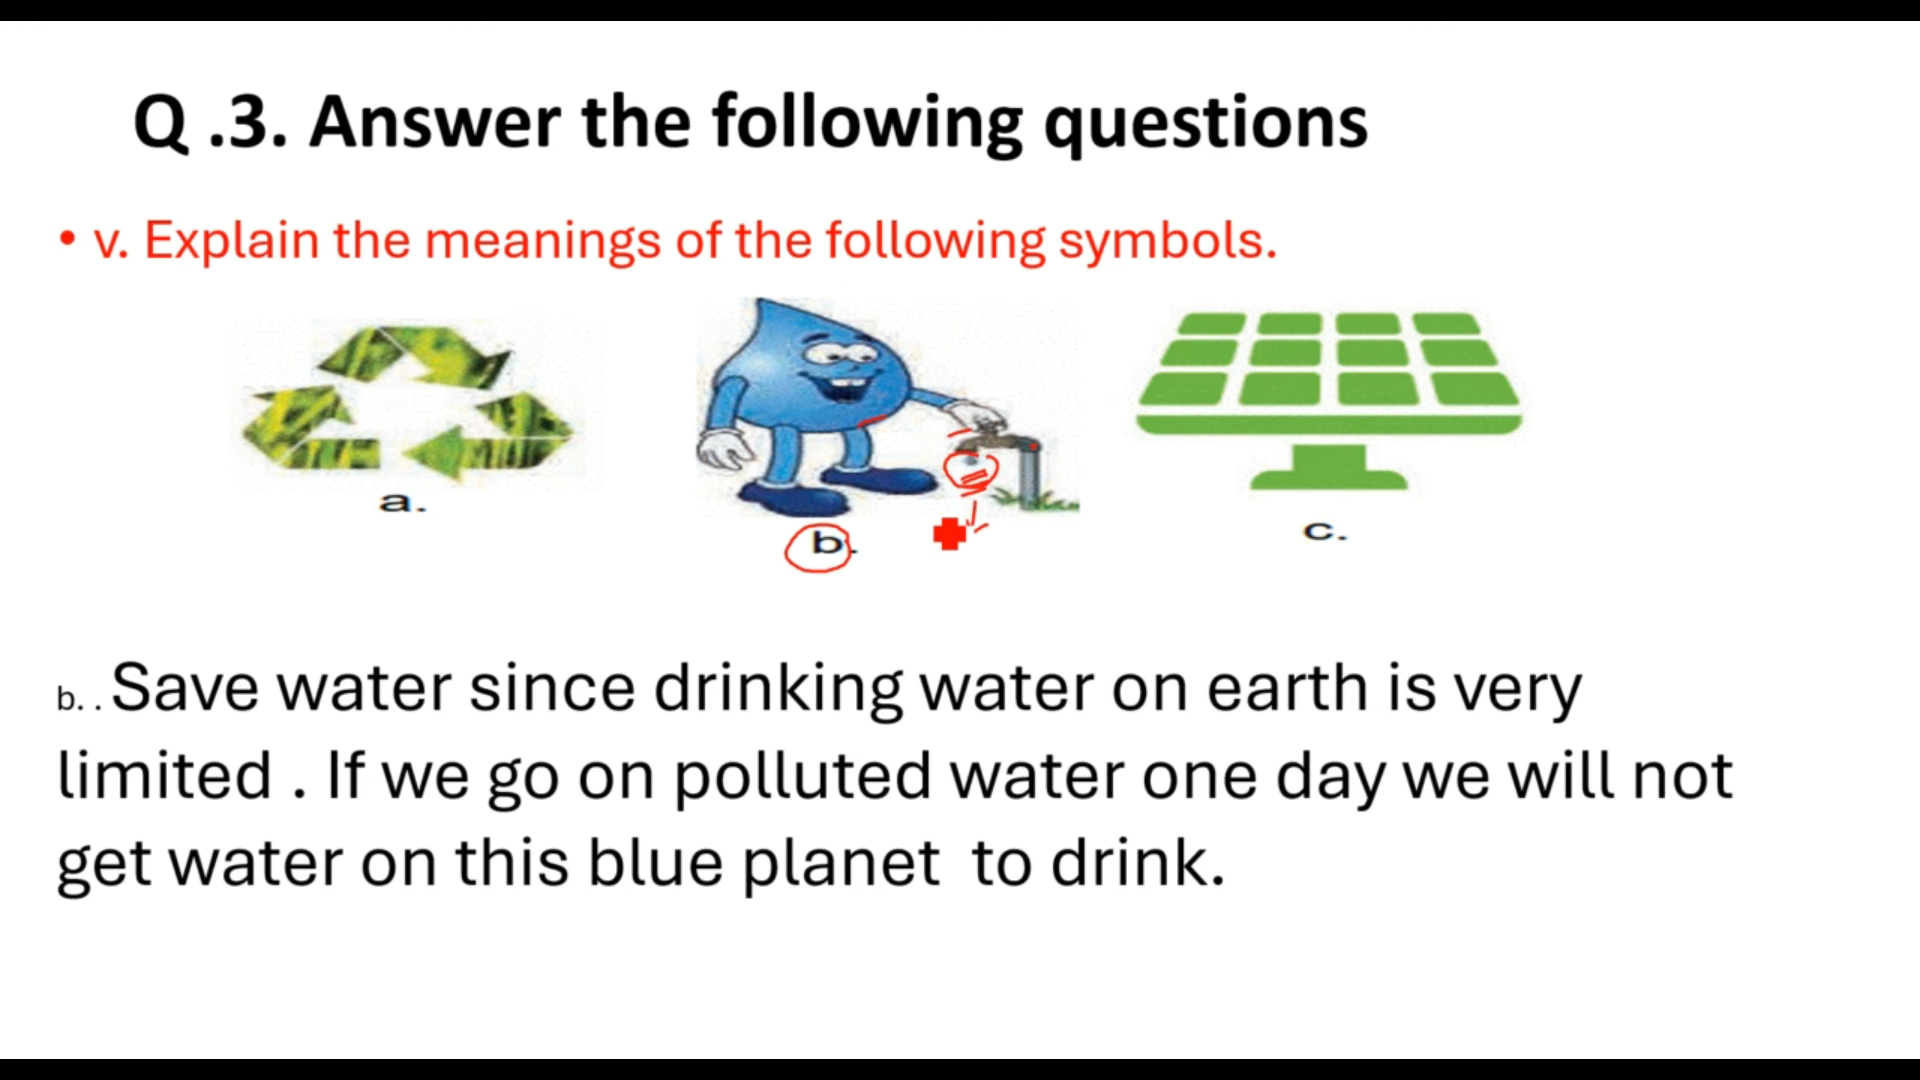 Q .3. Answer the following questions
• v. Explain the meanings of the following symbols.
a.
b.
c.
b. . Save water since drinking water on earth is very
limited . If we go on polluted water one day we will not
get water on this blue planet to drink.